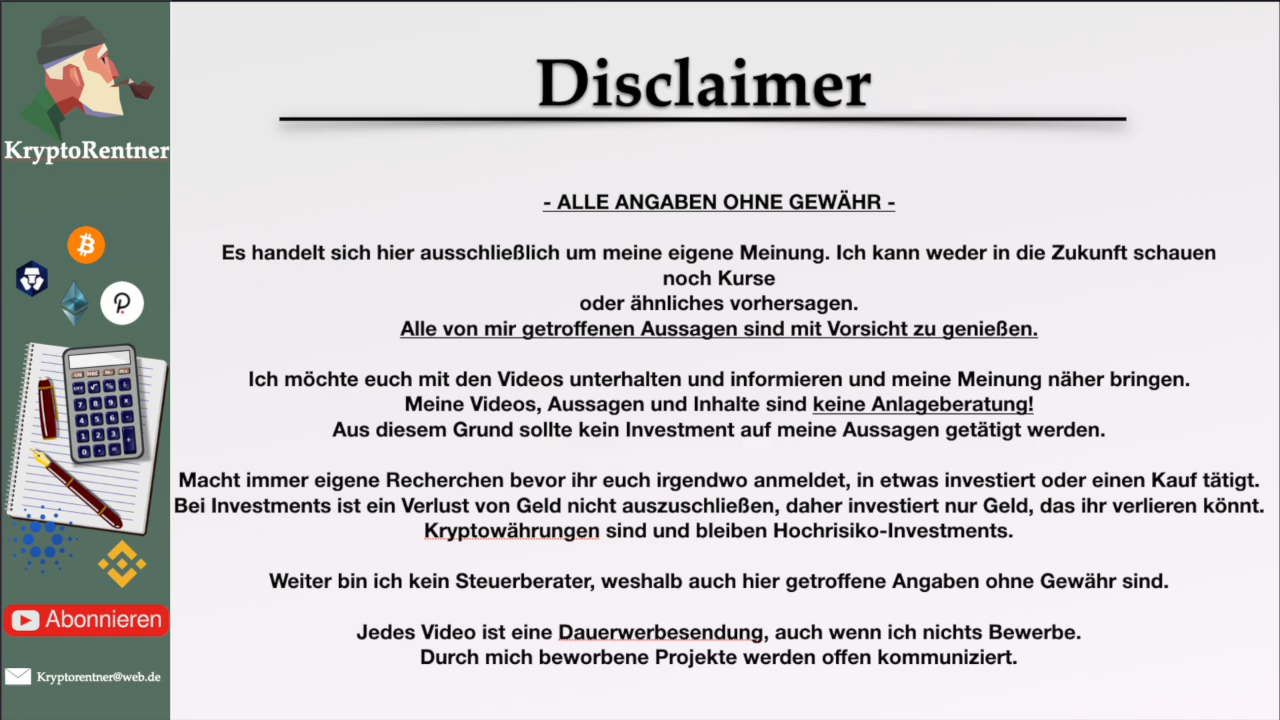 KryptoRentner
Abonnieren
Kryptorentner@web.de
Disclaimer
- ALLE ANGABEN OHNE GEWÄHR -
Es handelt sich hier ausschließlich um meine eigene Meinung. Ich kann weder in die Zukunft schauen
noch Kurse
oder ähnliches vorhersagen.
Alle von mir getroffenen Aussagen sind mit Vorsicht zu genießen.
Ich möchte euch mit den Videos unterhalten und informieren und meine Meinung näher bringen.
Meine Videos, Aussagen und Inhalte sind keine Anlageberatung!
Aus diesem Grund sollte kein Investment auf meine Aussagen getätigt werden.
Macht immer eigene Recherchen bevor ihr euch irgendwo anmeldet, in etwas investiert oder einen Kauf tätigt.
Bei Investments ist ein Verlust von Geld nicht auszuschließen, daher investiert nur Geld, das ihr verlieren könnt.
Kryptowährungen sind und bleiben Hochrisiko-Investments.
Weiter bin ich kein Steuerberater, weshalb auch hier getroffene Angaben ohne Gewähr sind.
Jedes Video ist eine Dauerwerbesendung, auch wenn ich nichts Bewerbe.
Durch mich beworbene Projekte werden offen kommuniziert.